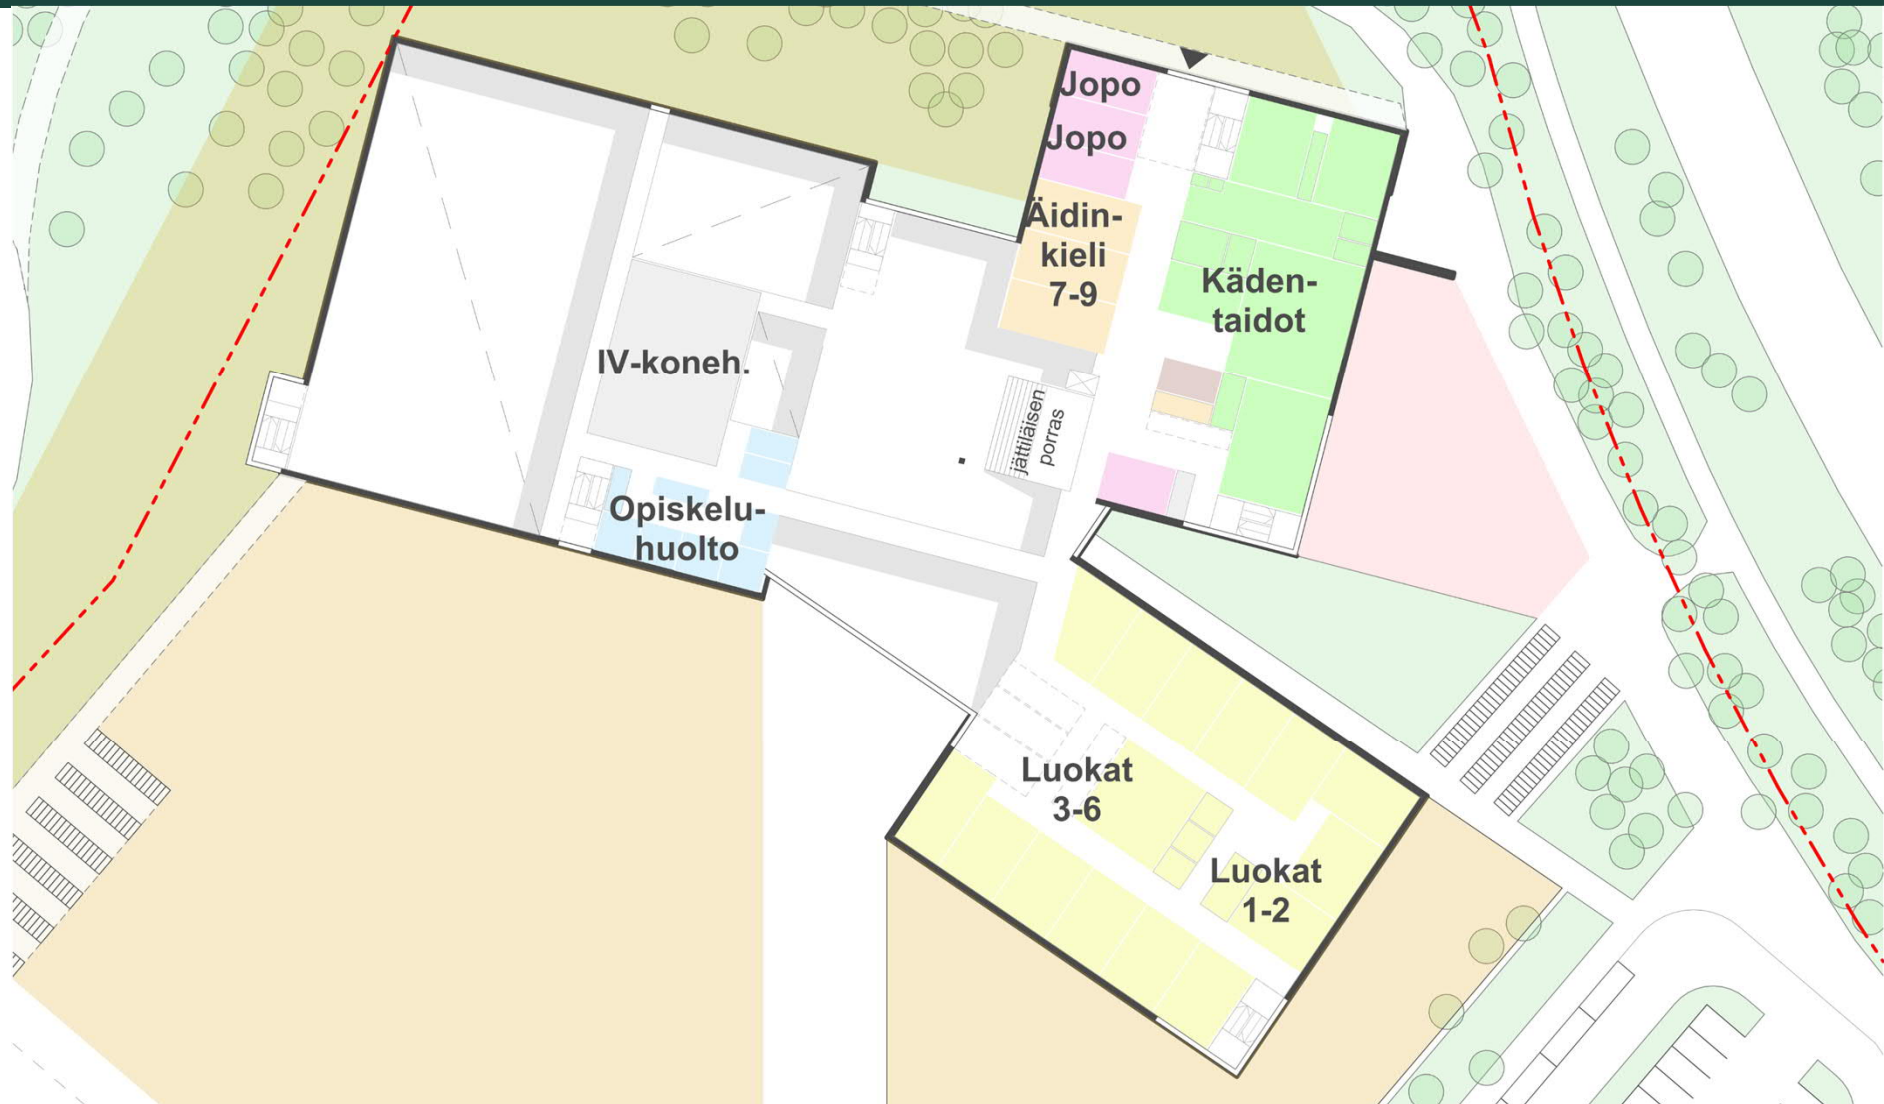 Jopo
Jopo
Äidin-
kieli
7-9
Käden-
taidot
IV-koneh.
jättiläisen
porras
Opiskelu-
huolto
Luokat
3-6
Luokat
1-2